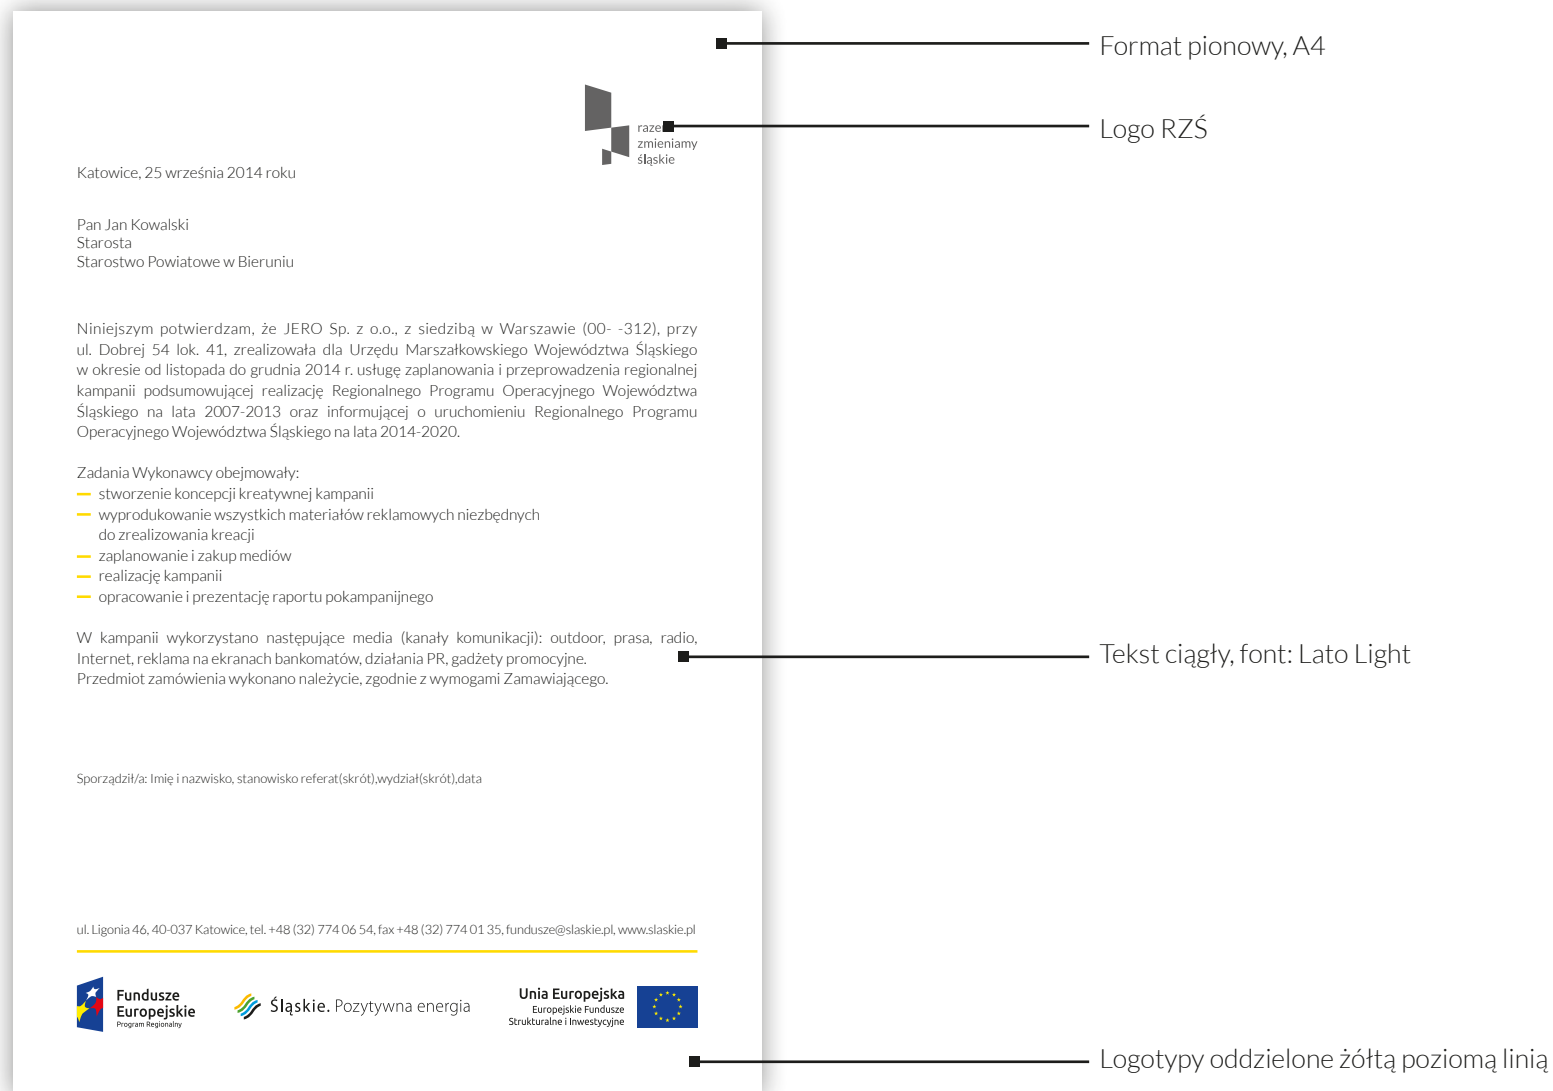 Format pionowy, A4
Logo RZŚ
raze
zmieniamy
śląskie
Katowice, 25 września 2014 roku
Pan Jan Kowalski
Starosta
Starostwo Powiatowe w Bieruniu
Niniejszym potwierdzam, że JERO Sp. z o.o., z siedzibą w Warszawie (00- -312), przy
ul. Dobrej 54 lok. 41, zrealizowała dla Urzędu Marszałkowskiego Województwa Śląskiego
w okresie od listopada do grudnia 2014 r. usługę zaplanowania i przeprowadzenia regionalnej
kampanii podsumowującej realizację Regionalnego Programu Operacyjnego Województwa
Śląskiego na lata 2007-2013 oraz informującej o uruchomieniu Regionalnego Programu
Operacyjnego Województwa Śląskiego na lata 2014-2020.
Zadania Wykonawcy obejmowały:
— stworzenie koncepcji kreatywnej kampanii
— wyprodukowanie wszystkich materiałów reklamowych niezbędnych
do zrealizowania kreacji
— zaplanowanie i zakup mediów
— realizację kampanii
— opracowanie i prezentację raportu pokampanijnego
W kampanii wykorzystano następujące media (kanały komunikacji): outdoor, prasa, radio,
Internet, reklama na ekranach bankomatów, działania PR, gadżety promocyjne.
Przedmiot zamówienia wykonano należycie, zgodnie z wymogami Zamawiającego.
Tekst ciągły, font: Lato Light
Sporządził/a: Imię i nazwisko, stanowisko referat(skrót),wydział(skrót),data
ul. Ligonia 46, 40-037 Katowice, tel. +48 (32) 774 06 54, fax +48 (32) 774 01 35, fundusze@slaskie.pl, www.slaskie.pl
Fundusze
Europejskie
Program Regionalny
Śląskie. Pozytywna energia
Unia Europejska
Europejskie Fundusze
Strukturalne i Inwestycyjne
Logotypy oddzielone żółtą poziomą linią